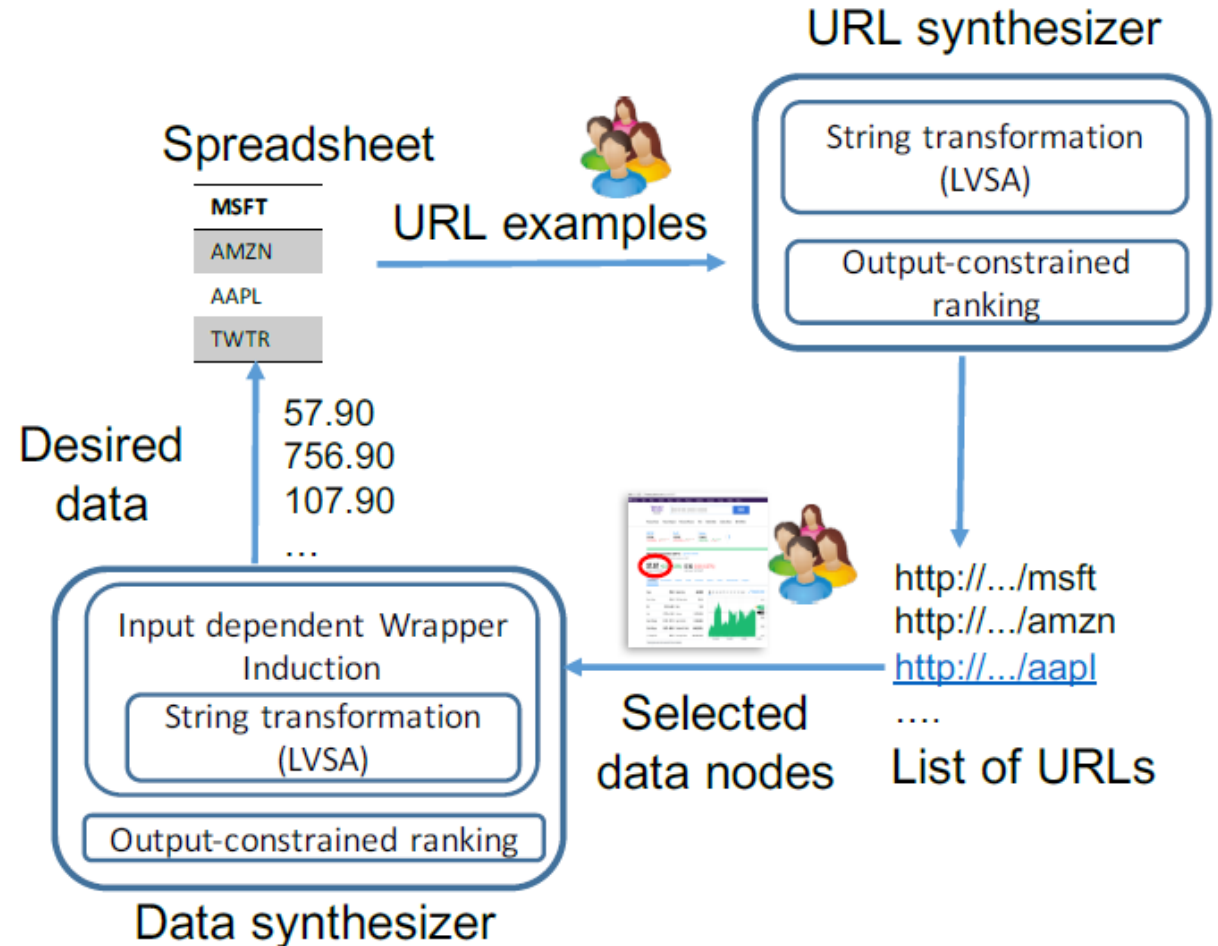 URL synthesizer
String transformation
(LVSA)
Output-constrained
ranking
Spreadsheet
MSFT
AMZN
AAPL
TWTR
URL examples
Desired
data
57.90
756.90
107.90
...
http://.../msft
http://.../amzn
http://.../aapl
....
List of URLs
Selected
data nodes
Input dependent Wrapper
Induction
String transformation
(LVSA)
Output-constrained ranking
Data synthesizer